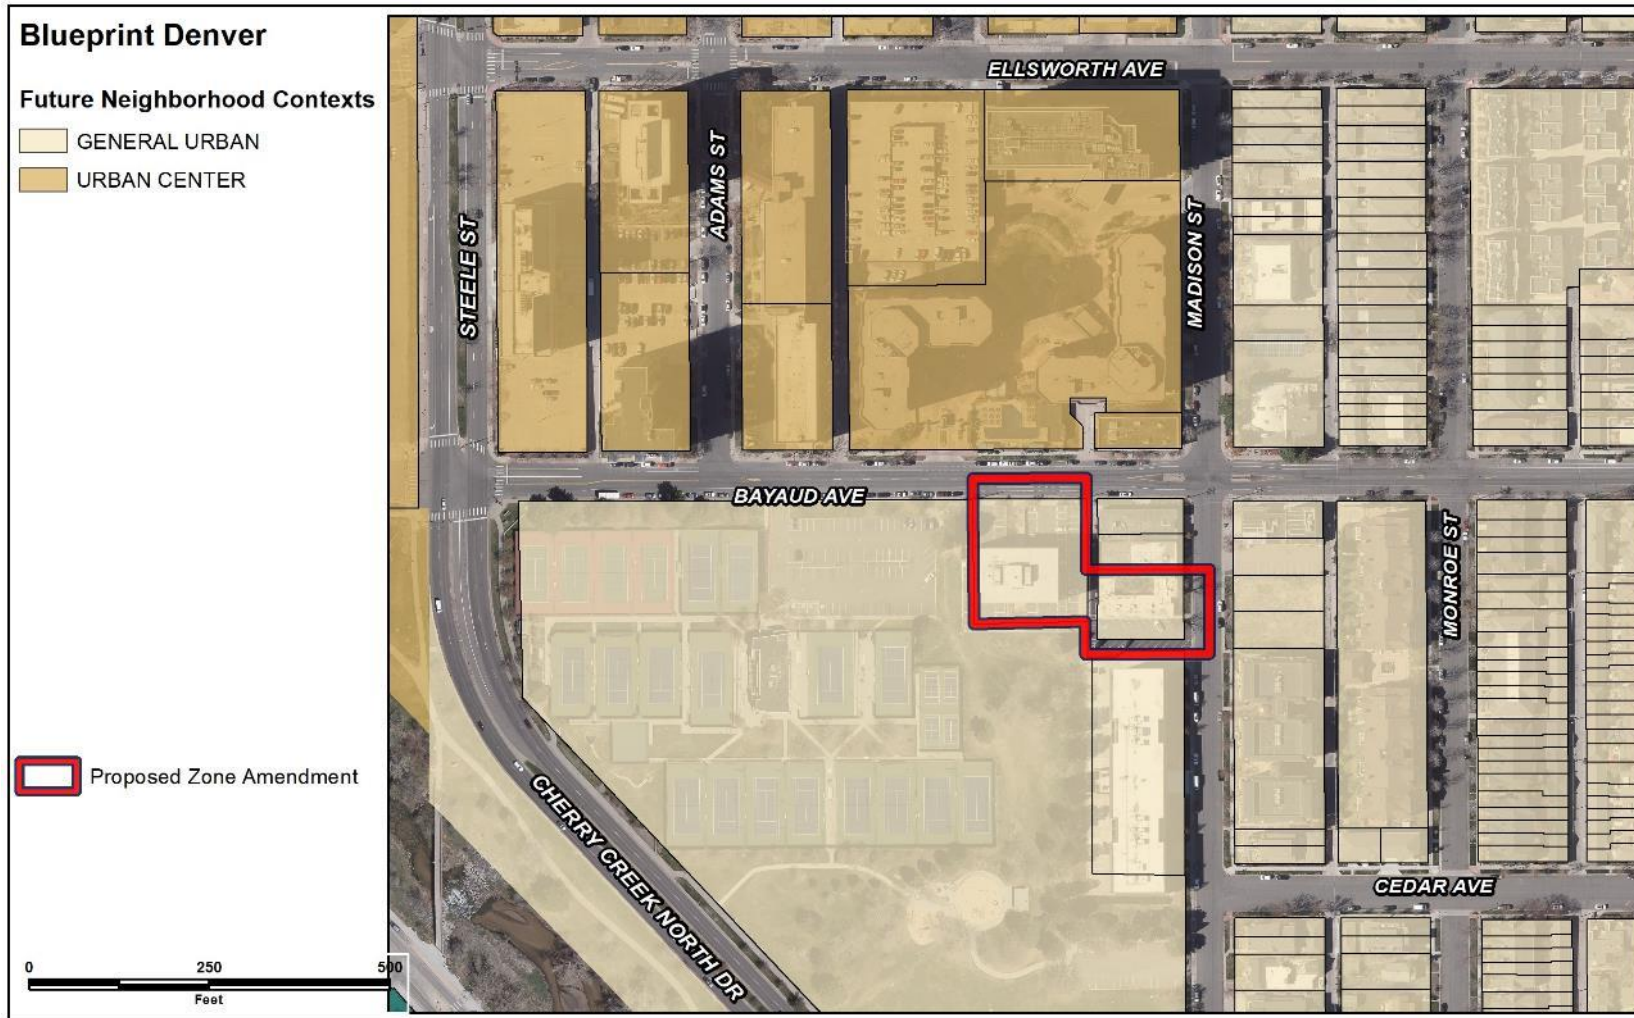 Blueprint Denver
Future Neighborhood Contexts
GENERAL URBAN
URBAN CENTER
Proposed Zone Amendment
0 250 500
Feet
ELLSWORTH AVE
STEELE ST
ADAMS ST
MADISON ST
BAYAUD AVE
MONROE ST
CHERRY CREEK NORTH DR
CEDAR AVE